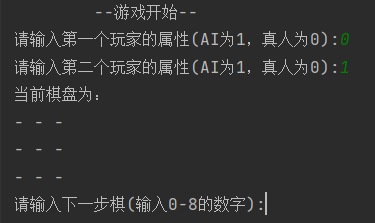 --游戏开始--
请输入第一个玩家的属性(AI为1，真人为0):0
请输入第二个玩家的属性(AI为1，真人为0):1
当前棋盘为：
- - -
- - -
- - -
请输入下一步棋(输入0-8的数字):